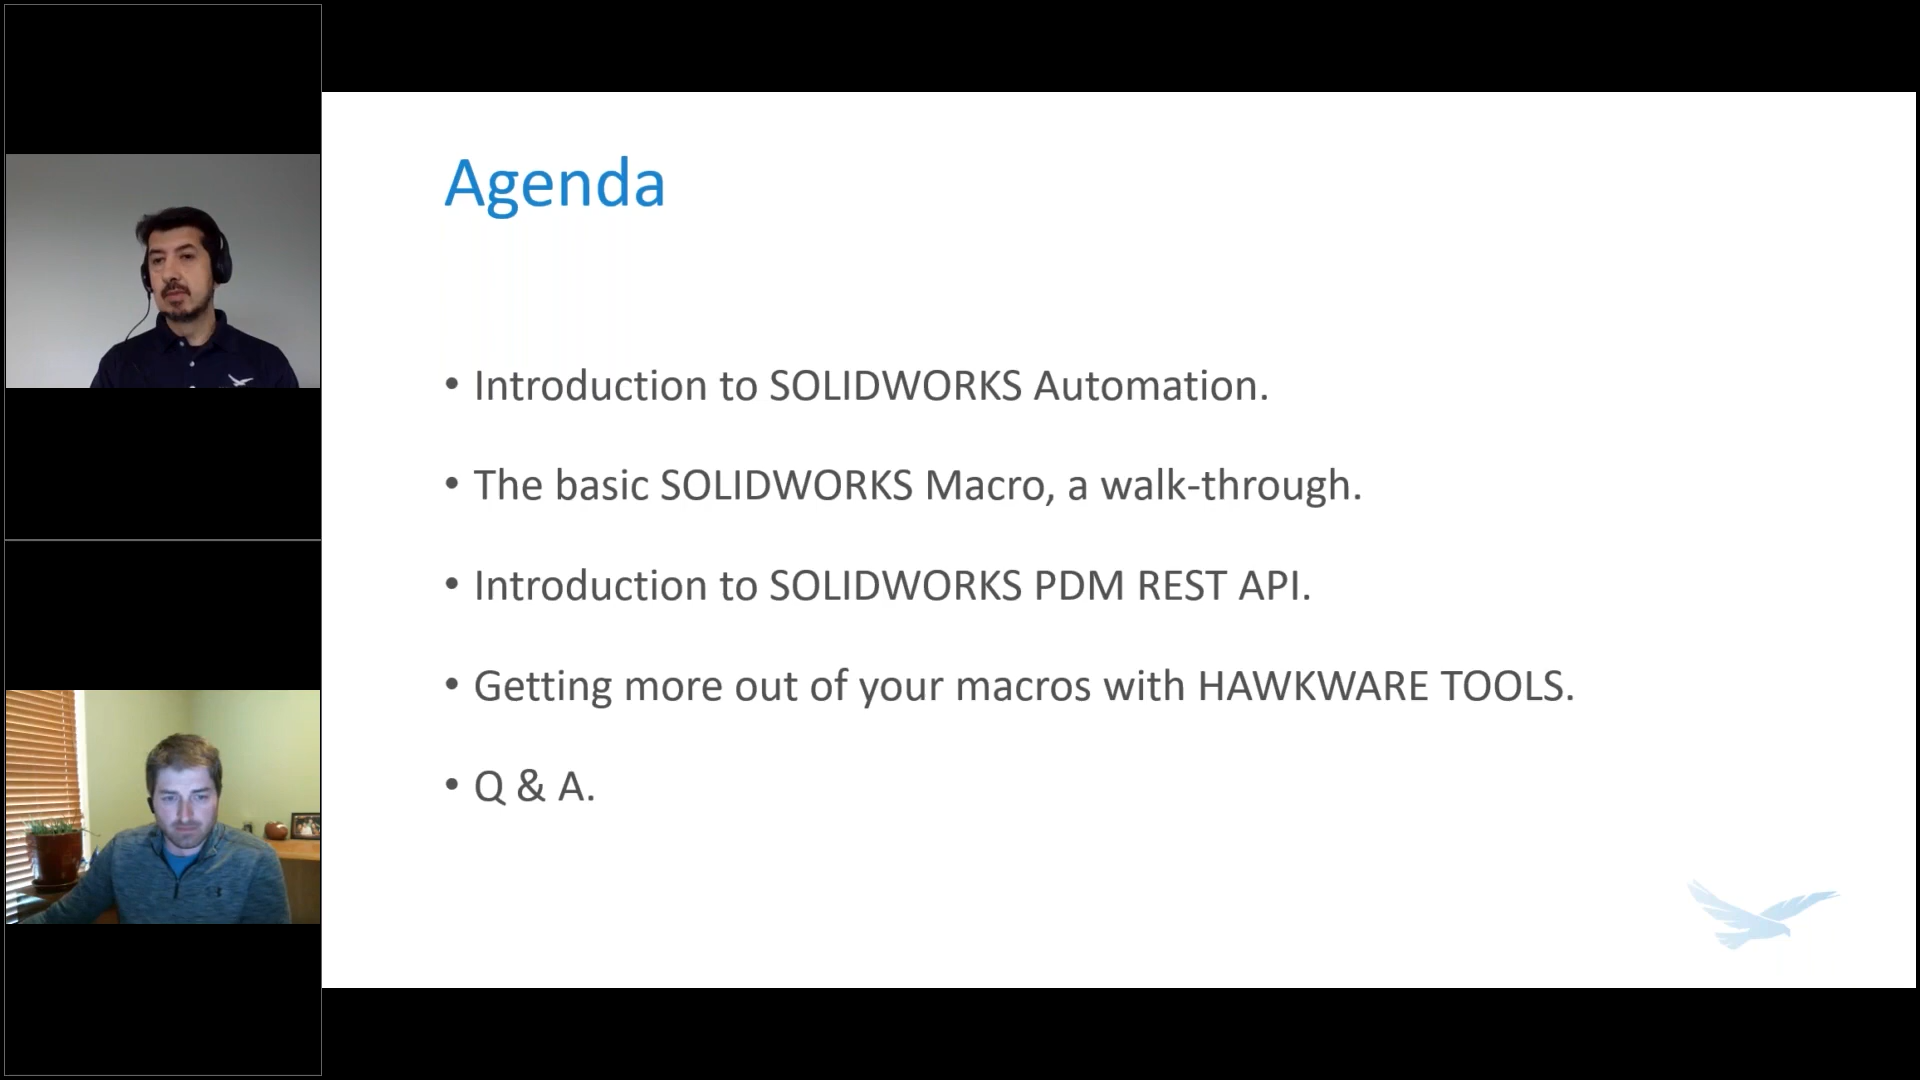 Agenda
• Introduction to SOLIDWORKS Automation.
• The basic SOLIDWORKS Macro, a walk-through.
• Introduction to SOLIDWORKS PDM REST API.
• Getting more out of your macros with HAWKWARE TOOLS.
• Q & A.